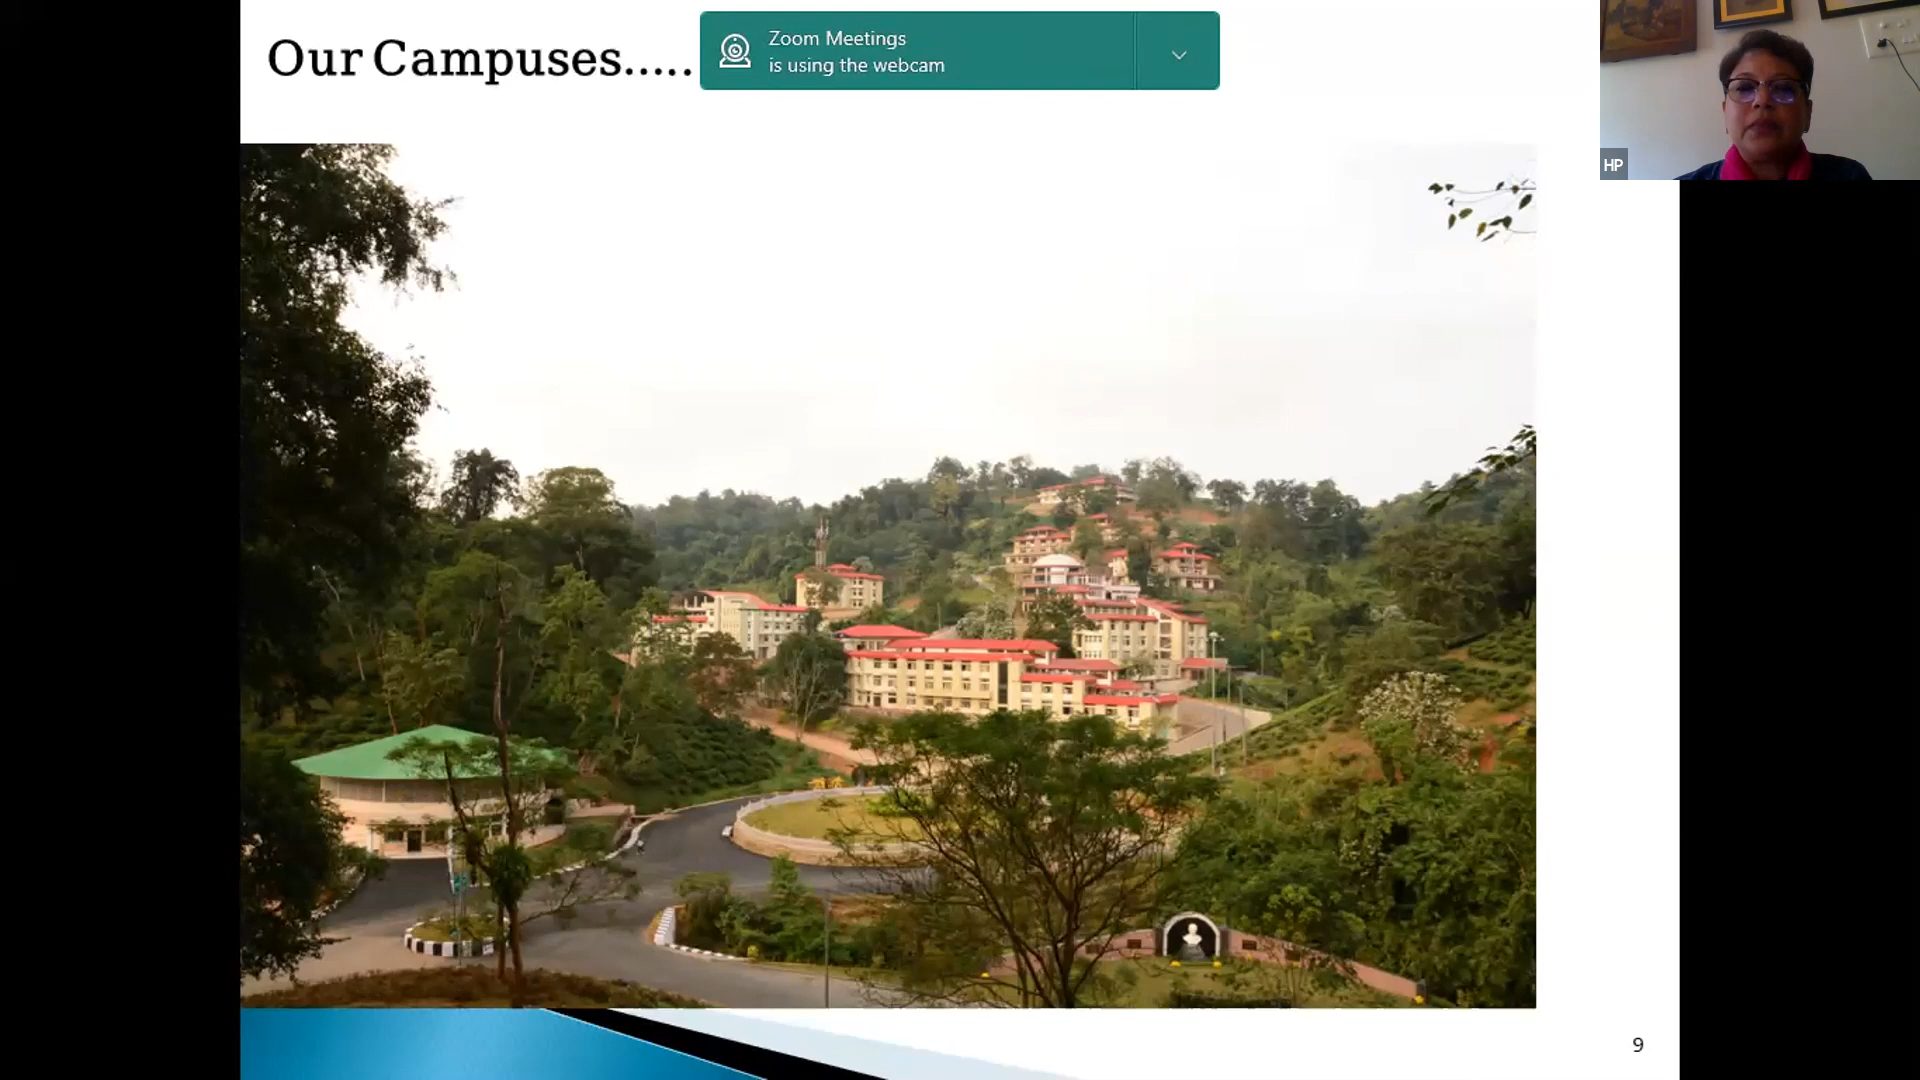 Our Campuses.....
Zoom Meetings
is using the webcam
HP
9